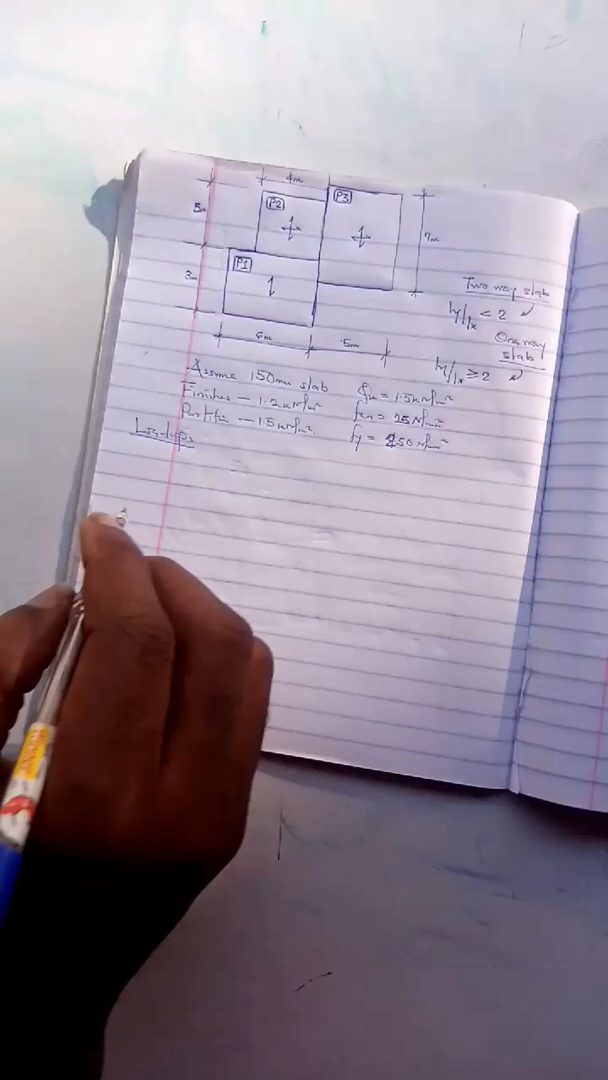 4m
P2
P3
5m
7m
P1
3m
Two way slab
ly/lx < 2
One way
slab
6m
5m
ly/lx ≥ 2
Assume 150mm slab
Finishes - 1.2 kN/m²
Partition - 1.5 kN/m²
Qk = 1.5 kN/m²
fcu = 25 N/mm²
fy = 250 N/mm²
Loadings